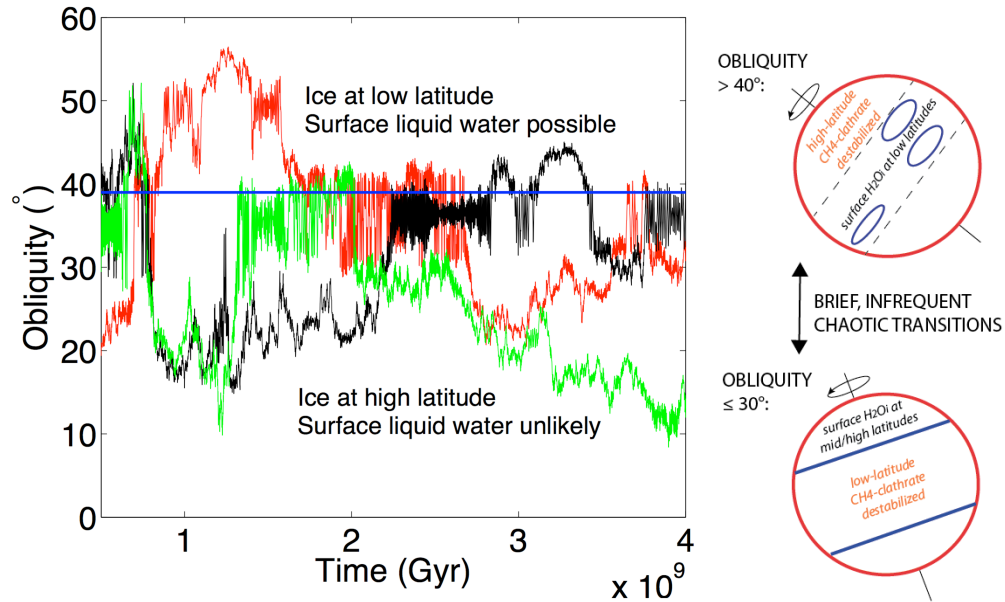 60
50
40
30
20
10
0
Obliquity (°)
1
2
3
4
Time (Gyr)
x 10^9
Ice at low latitude
Surface liquid water possible
Ice at high latitude
Surface liquid water unlikely
OBLIQUITY
> 40°:
high-latitude
CH4-clathrate
destabilized
surface H2Oi at low latitudes
BRIEF, INFREQUENT
CHAOTIC TRANSITIONS
OBLIQUITY
≤ 30°:
surface H2Oi at
mid/high latitudes
low-latitude
CH4-clathrate
destabilized